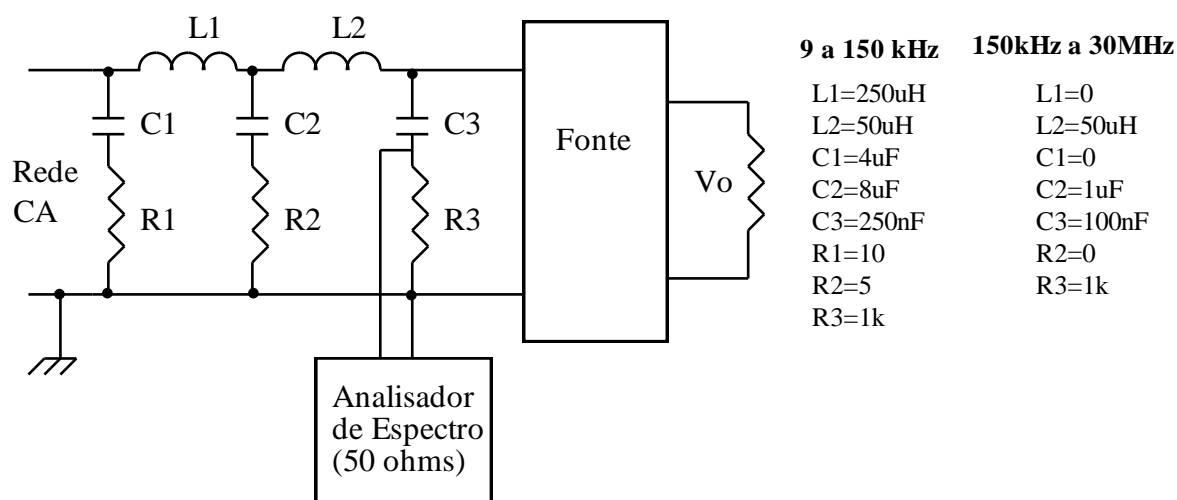 L1
L2
C1
C2
C3
R1
R2
R3
Rede
CA
Fonte
Vo
Analisador
de Espectro
(50 ohms)
9 a 150 kHz
L1=250uH
L2=50uH
C1=4uF
C2=8uF
C3=250nF
R1=10
R2=5
R3=1k
150kHz a 30MHz
L1=0
L2=50uH
C1=0
C2=1uF
C3=100nF
R2=0
R3=1k